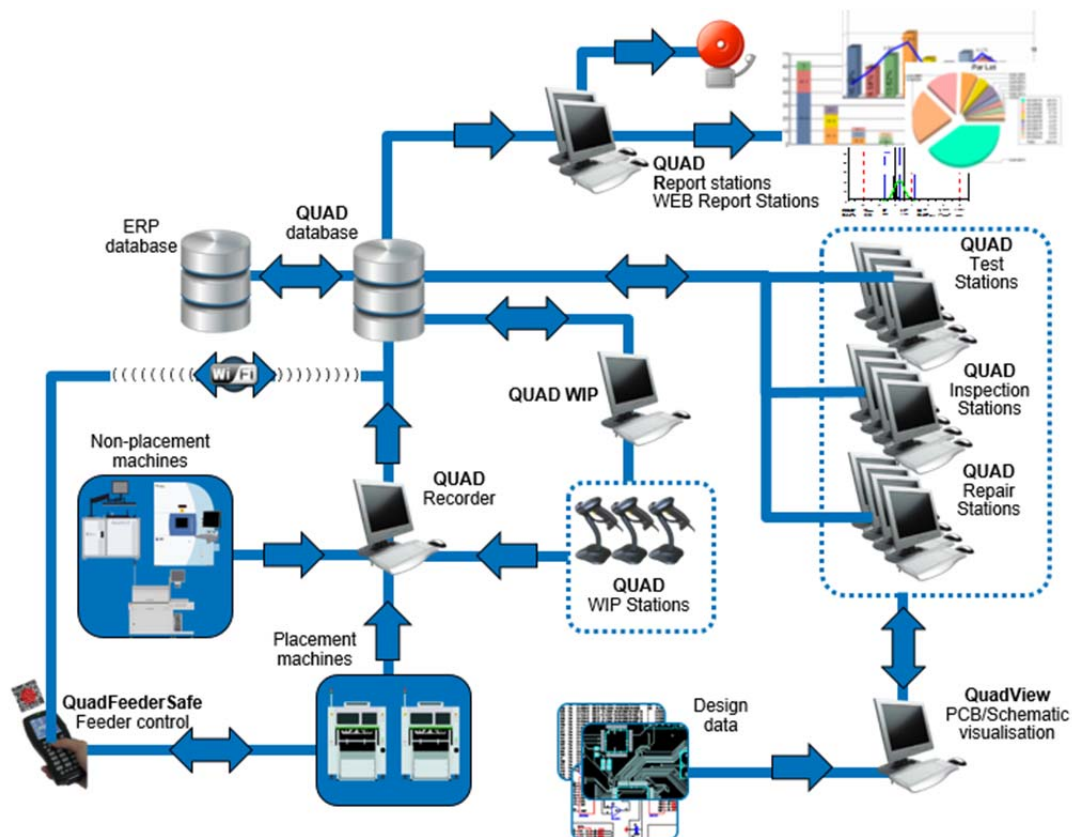 QUAD
Report stations
WEB Report Stations
ERP
database
QUAD
database
QUAD
Test
Stations
Wi Fi
QUAD WIP
QUAD
Inspection
Stations
Non-placement
machines
QUAD
Recorder
QUAD
Repair
Stations
QUAD
WIP Stations
Placement
machines
QuadFeederSafe
Feeder control
Design
data
QuadView
PCB/Schematic
visualisation